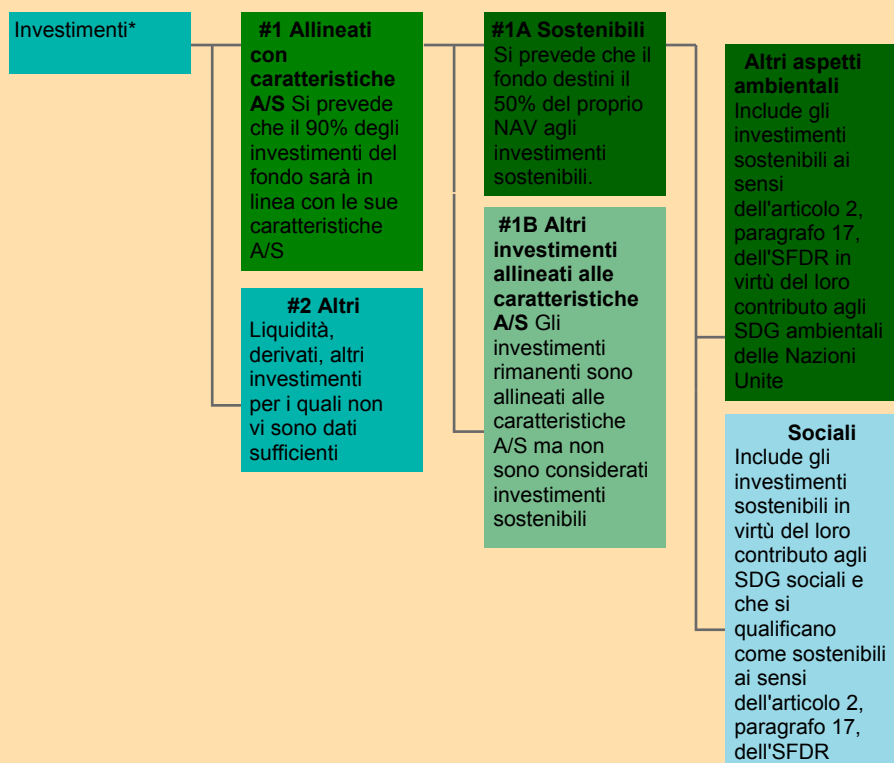 Investimenti*
#1 Allineati
con
caratteristiche
A/S Si prevede
che il 90% degli
investimenti del
fondo sarà in
linea con le sue
caratteristiche
A/S
#2 Altri
Liquidità,
derivati, altri
investimenti
per i quali non
vi sono dati
sufficienti
#1A Sostenibili
Si prevede che il
fondo destini il
50% del proprio
NAV agli
investimenti
sostenibili.
#1B Altri
investimenti
allineati alle
caratteristiche
A/S Gli
investimenti
rimanenti sono
allineati alle
caratteristiche
A/S ma non
sono considerati
investimenti
sostenibili
Altri aspetti
ambientali
Include gli
investimenti
sostenibili ai
sensi
dell'articolo 2,
paragrafo 17,
dell'SFDR in
virtù del loro
contributo agli
SDG ambientali
delle Nazioni
Unite
Sociali
Include gli
investimenti
sostenibili in
virtù del loro
contributo agli
SDG sociali e
che si
qualificano
come sostenibili
ai sensi
dell'articolo 2,
paragrafo 17,
dell'SFDR